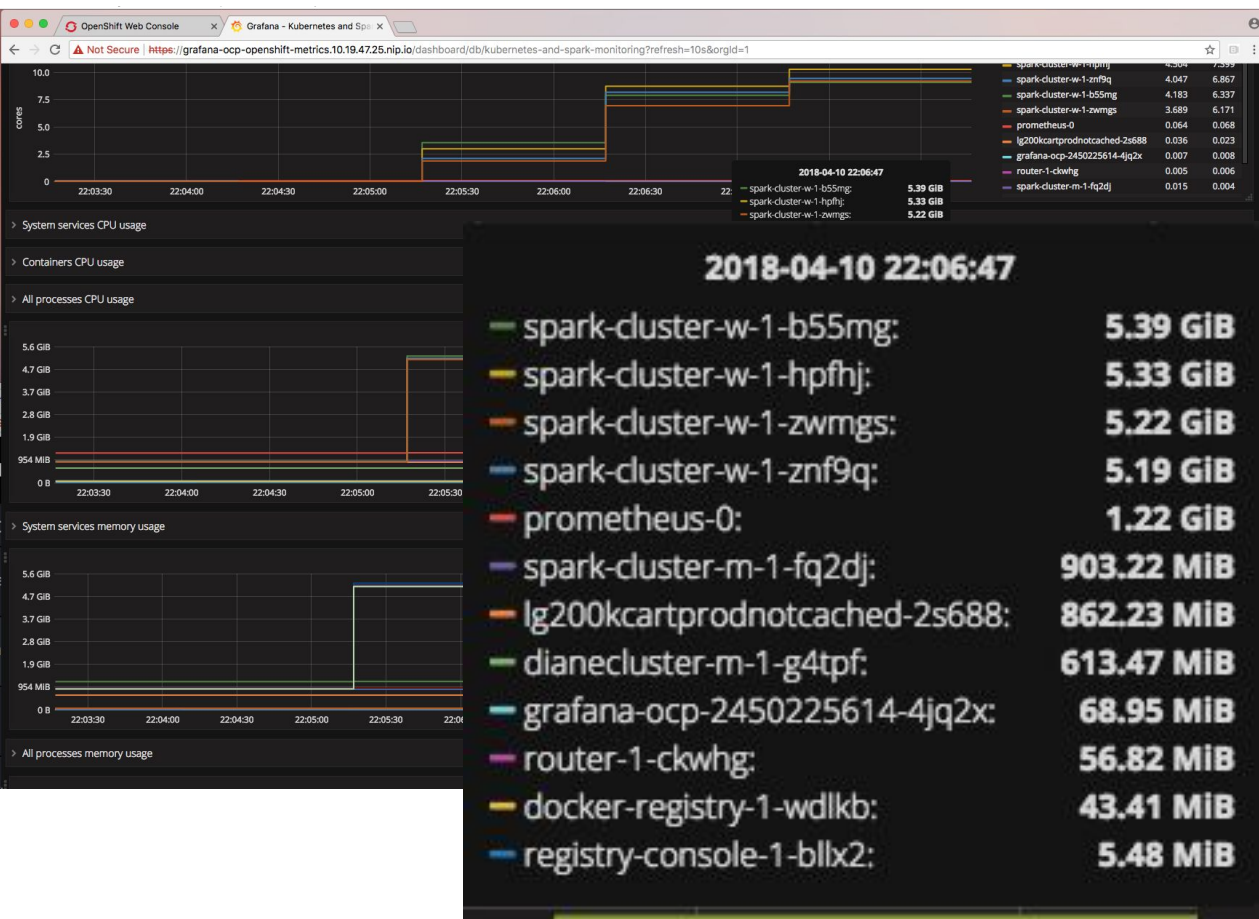 OpenShift Web Console
Grafana - Kubernetes and Spa
Not Secure | https://grafana-ocp-openshift-metrics.10.19.47.25.nip.io/dashboard/db/kubernetes-and-spark-monitoring?refresh=10s&orgId=1
cores
10.0
7.5
5.0
2.5
0
22:03:30 22:04:00 22:04:30 22:05:00 22:05:30 22:06:00 22:06:30 22:
spark-cluster-w-1-hpfhj 4.504 7.399
spark-cluster-w-1-znf9q 4.047 6.867
spark-cluster-w-1-b55mg 4.183 6.337
spark-cluster-w-1-zwmgs 3.689 6.171
prometheus-0 0.064 0.068
lg200kcartprodnotcached-2s688 0.036 0.023
grafana-ocp-2450225614-4jq2x 0.007 0.008
router-1-ckwhg 0.005 0.006
spark-cluster-m-1-fq2dj 0.015 0.004
2018-04-10 22:06:47
spark-cluster-w-1-b55mg: 5.39 GiB
spark-cluster-w-1-hpfhj: 5.33 GiB
spark-cluster-w-1-zwmgs: 5.22 GiB
System services CPU usage
Containers CPU usage
All processes CPU usage
5.6 GiB
4.7 GiB
3.7 GiB
2.8 GiB
1.9 GiB
954 MiB
0 B
22:03:30 22:04:00 22:04:30 22:05:00 22:05:30
System services memory usage
5.6 GiB
4.7 GiB
3.7 GiB
2.8 GiB
1.9 GiB
954 MiB
0 B
22:03:30 22:04:00 22:04:30 22:05:00 22:05:30 22:06
All processes memory usage
2018-04-10 22:06:47
spark-cluster-w-1-b55mg: 5.39 GiB
spark-cluster-w-1-hpfhj: 5.33 GiB
spark-cluster-w-1-zwmgs: 5.22 GiB
spark-cluster-w-1-znf9q: 5.19 GiB
prometheus-0: 1.22 GiB
spark-cluster-m-1-fq2dj: 903.22 MiB
lg200kcartprodnotcached-2s688: 862.23 MiB
dianecluster-m-1-g4tpf: 613.47 MiB
grafana-ocp-2450225614-4jq2x: 68.95 MiB
router-1-ckwhg: 56.82 MiB
docker-registry-1-wdlkb: 43.41 MiB
registry-console-1-bllx2: 5.48 MiB